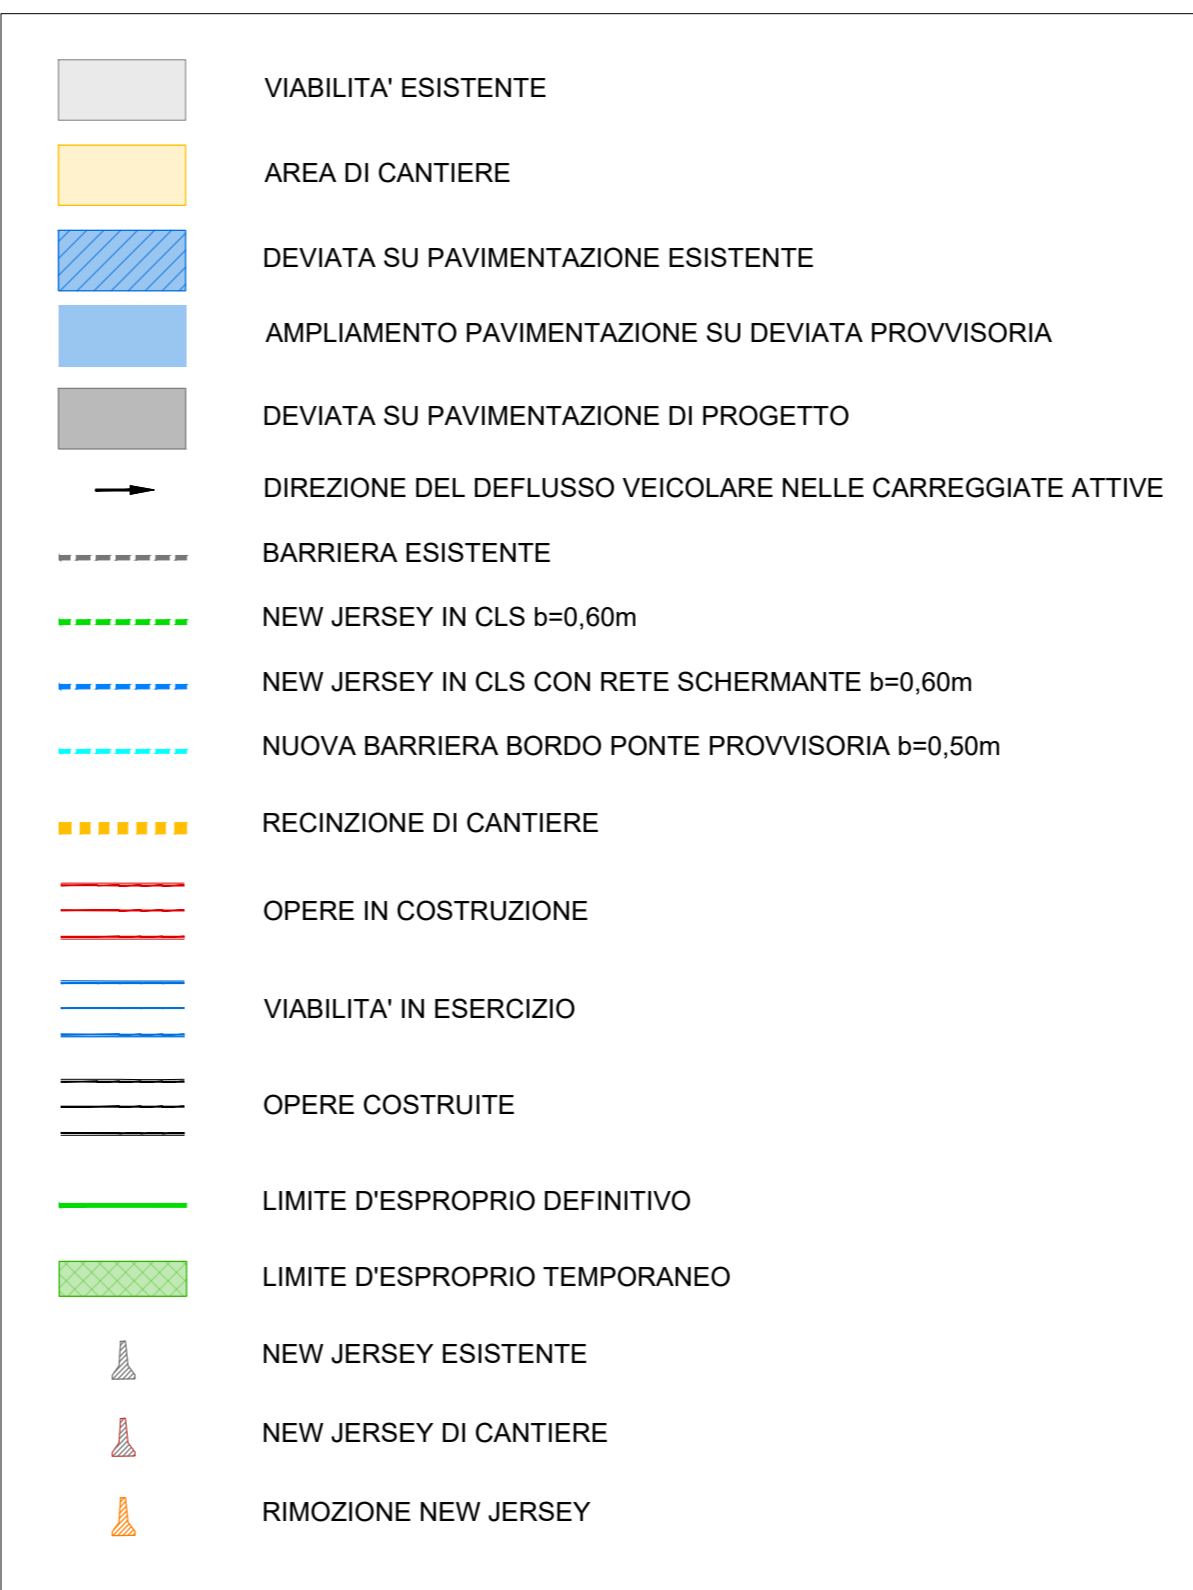 VIABILITA' ESISTENTE
AREA DI CANTIERE
DEVIATA SU PAVIMENTAZIONE ESISTENTE
AMPLIAMENTO PAVIMENTAZIONE SU DEVIATA PROVVISORIA
DEVIATA SU PAVIMENTAZIONE DI PROGETTO
DIREZIONE DEL DEFLUSSO VEICOLARE NELLE CARREGGIATE ATTIVE
BARRIERA ESISTENTE
NEW JERSEY IN CLS b=0,60m
NEW JERSEY IN CLS CON RETE SCHERMANTE b=0,60m
NUOVA BARRIERA BORDO PONTE PROVVISORIA b=0,50m
RECINZIONE DI CANTIERE
OPERE IN COSTRUZIONE
VIABILITA' IN ESERCIZIO
OPERE COSTRUITE
LIMITE D'ESPROPRIO DEFINITIVO
LIMITE D'ESPROPRIO TEMPORANEO
NEW JERSEY ESISTENTE
NEW JERSEY DI CANTIERE
RIMOZIONE NEW JERSEY